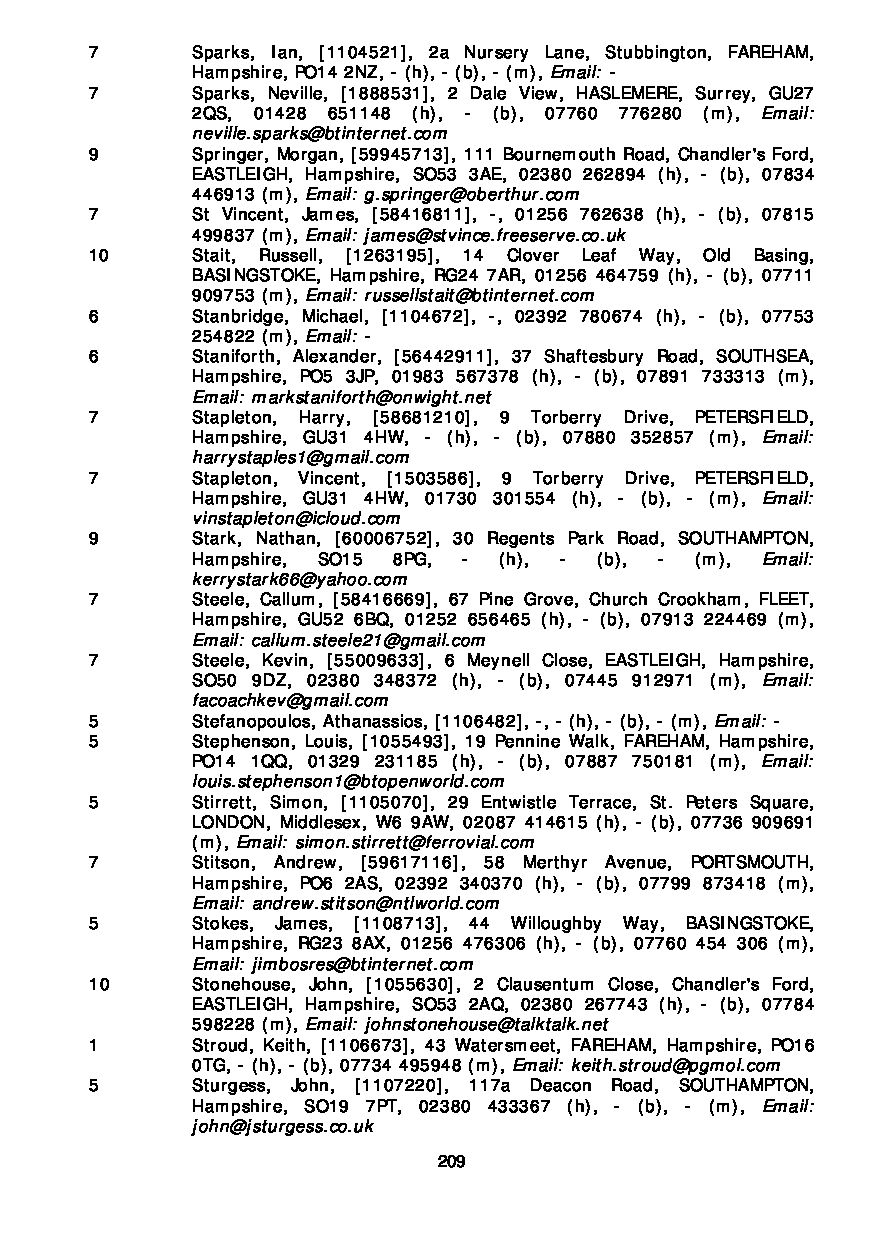 7 Sparks, Ian, [1104521], 2a Nursery Lane, Stubbington, FAREHAM,
Hampshire, PO14 2NZ, - (h), - (b), - (m), Email: -
7 Sparks, Neville, [1888531], 2 Dale View, HASLEMERE, Surrey, GU27
2QS, 01428 651148 (h), - (b), 07760 776280 (m), Email:
neville.sparks@btinternet.com
9 Springer, Morgan, [59945713], 111 Bournemouth Road, Chandler's Ford,
EASTLEIGH, Hampshire, SO53 3AE, 02380 262894 (h), - (b), 07834
446913 (m), Email: g.springer@oberthur.com
7 St Vincent, James, [58416811], -, 01256 762638 (h), - (b), 07815
499837 (m), Email: james@stvince.freeserve.co.uk
10 Stait, Russell, [1263195], 14 Clover Leaf Way, Old Basing,
BASINGSTOKE, Hampshire, RG24 7AR, 01256 464759 (h), - (b), 07711
909753 (m), Email: russellstait@btinternet.com
6 Stanbridge, Michael, [1104672], -, 02392 780674 (h), - (b), 07753
254822 (m), Email: -
6 Staniforth, Alexander, [56442911], 37 Shaftesbury Road, SOUTHSEA,
Hampshire, PO5 3JP, 01983 567378 (h), - (b), 07891 733313 (m),
Email: markstaniforth@onwight.net
7 Stapleton, Harry, [58681210], 9 Torberry Drive, PETERSFIELD,
Hampshire, GU31 4HW, - (h), - (b), 07880 352857 (m), Email:
harrystaples1@gmail.com
7 Stapleton, Vincent, [1503586], 9 Torberry Drive, PETERSFIELD,
Hampshire, GU31 4HW, 01730 301554 (h), - (b), - (m), Email:
vinstapleton@icloud.com
9 Stark, Nathan, [60006752], 30 Regents Park Road, SOUTHAMPTON,
Hampshire, SO15 8PG, - (h), - (b), - (m), Email:
kerrystark66@yahoo.com
7 Steele, Callum, [58416669], 67 Pine Grove, Church Crookham, FLEET,
Hampshire, GU52 6BQ, 01252 656465 (h), - (b), 07913 224469 (m),
Email: callum.steele21@gmail.com
7 Steele, Kevin, [55009633], 6 Meynell Close, EASTLEIGH, Hampshire,
SO50 9DZ, 02380 348372 (h), - (b), 07445 912971 (m), Email:
facoachkev@gmail.com
5 Stefanopoulos, Athanassios, [1106482], -, - (h), - (b), - (m), Email: -
5 Stephenson, Louis, [1055493], 19 Pennine Walk, FAREHAM, Hampshire,
PO14 1QQ, 01329 231185 (h), - (b), 07887 750181 (m), Email:
louis.stephenson1@btopenworld.com
5 Stirrett, Simon, [1105070], 29 Entwistle Terrace, St. Peters Square,
LONDON, Middlesex, W6 9AW, 02087 414615 (h), - (b), 07736 909691
(m), Email: simon.stirrett@ferrovial.com
7 Stitson, Andrew, [59617116], 58 Merthyr Avenue, PORTSMOUTH,
Hampshire, PO6 2AS, 02392 340370 (h), - (b), 07799 873418 (m),
Email: andrew.stitson@ntlworld.com
5 Stokes, James, [1108713], 44 Willoughby Way, BASINGSTOKE,
Hampshire, RG23 8AX, 01256 476306 (h), - (b), 07760 454 306 (m),
Email: jimbosres@btinternet.com
10 Stonehouse, John, [1055630], 2 Clausentum Close, Chandler's Ford,
EASTLEIGH, Hampshire, SO53 2AQ, 02380 267743 (h), - (b), 07784
598228 (m), Email: johnstonehouse@talktalk.net
1 Stroud, Keith, [1106673], 43 Watersmeet, FAREHAM, Hampshire, PO16
0TG, - (h), - (b), 07734 495948 (m), Email: keith.stroud@pgmol.com
5 Sturgess, John, [1107220], 117a Deacon Road, SOUTHAMPTON,
Hampshire, SO19 7PT, 02380 433367 (h), - (b), - (m), Email:
john@jsturgess.co.uk
209